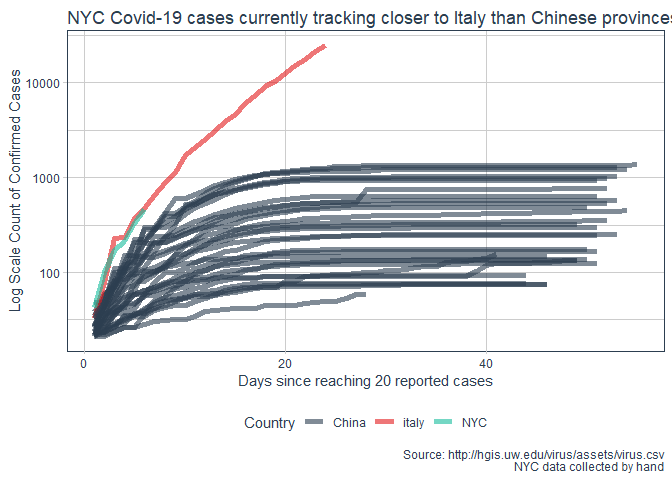 NYC Covid-19 cases currently tracking closer to Italy than Chinese provinces
Log Scale Count of Confirmed Cases
10000
1000
100
0
20
40
Days since reaching 20 reported cases
Country
China
italy
NYC
Source: http://hgis.uw.edu/virus/assets/virus.csv
NYC data collected by hand